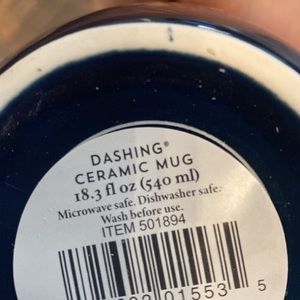 DASHING®
CERAMIC MUG
18.3 fl oz (540 ml)
Microwave safe. Dishwasher safe.
Wash before use.
ITEM 501894
01553 5